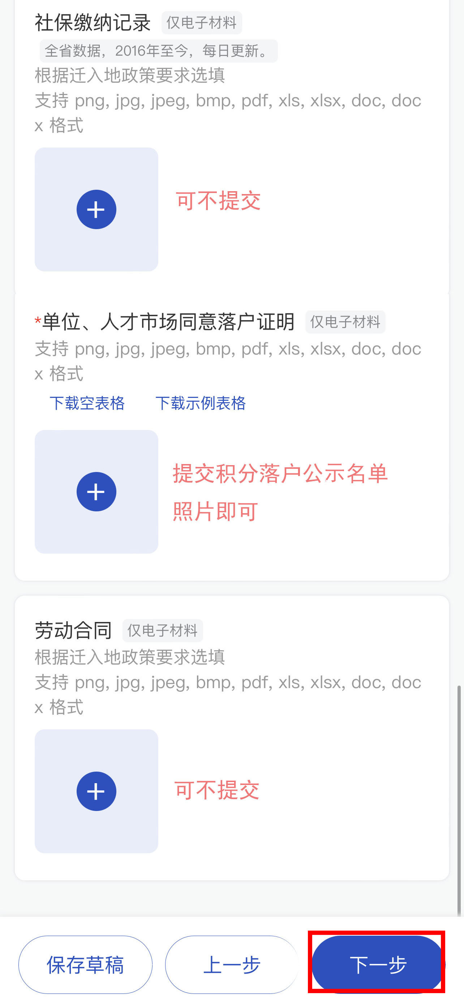 社保缴纳记录 仅电子材料
全省数据，2016年至今，每日更新。
根据迁入地政策要求选填
支持 png, jpg, jpeg, bmp, pdf, xls, xlsx, doc, doc
x 格式
可不提交
*单位、人才市场同意落户证明 仅电子材料
支持 png, jpg, jpeg, bmp, pdf, xls, xlsx, doc, doc
x 格式
下载空表格 下载示例表格
提交积分落户公示名单
照片即可
劳动合同 仅电子材料
根据迁入地政策要求选填
支持 png, jpg, jpeg, bmp, pdf, xls, xlsx, doc, doc
x 格式
可不提交
保存草稿 上一步 下一步